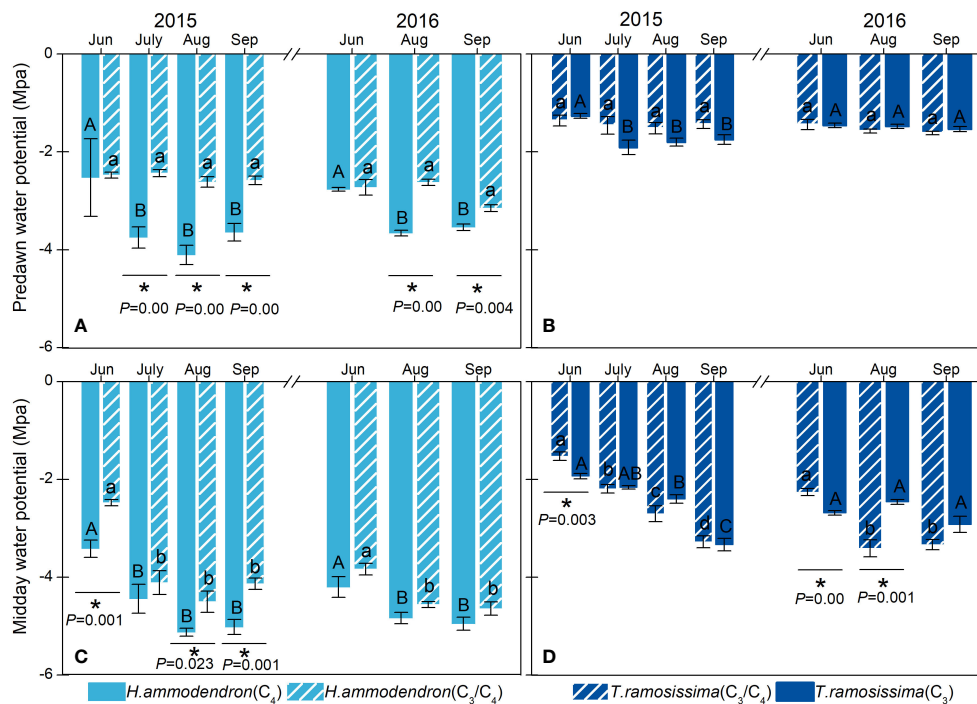 2015 2016 2015 2016
Jun July Aug Sep // Jun Aug Sep Jun July Aug Sep // Jun Aug Sep
Predawn water potential (Mpa)
0
-2
-4
-6
A a B a B a B a A a B a B a
* * * * *
P=0.00 P=0.00 P=0.00 P=0.00 P=0.004
A
a A a B a B a B a A a A a A
B
Jun July Aug Sep // Jun Aug Sep Jun July Aug Sep // Jun Aug Sep
Midday water potential (Mpa)
0
-2
-4
-6
A a B b B b B b A a B b B b
* * *
P=0.001 P=0.023 P=0.001
C
a A b AB c B d C a A b A b A
* * *
P=0.003 P=0.00 P=0.001
D
H.ammodendron(C4) H.ammodendron(C3/C4) T.ramosissima(C3/C4) T.ramosissima(C3)